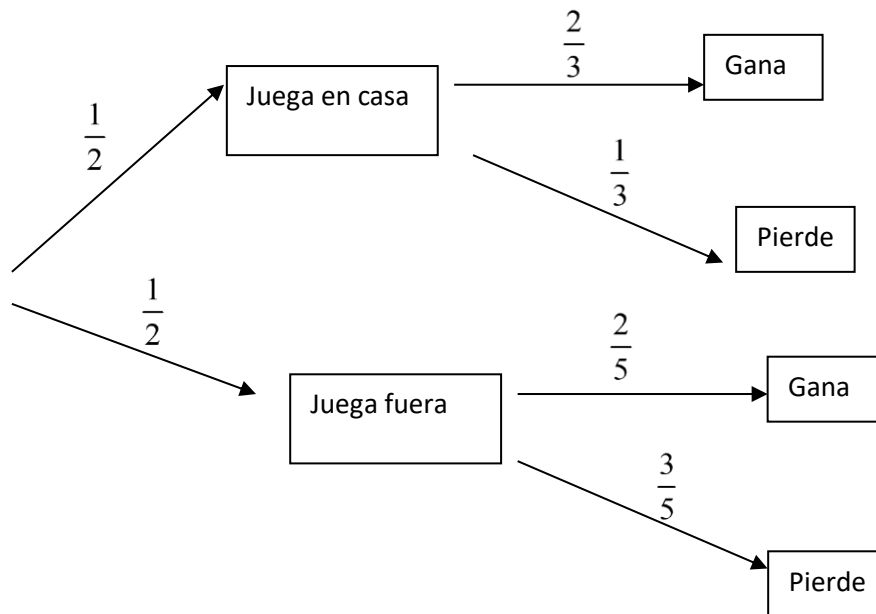 2/3
Gana
Juega en casa
1/2
1/3
Pierde
1/2
2/5
Gana
Juega fuera
3/5
Pierde